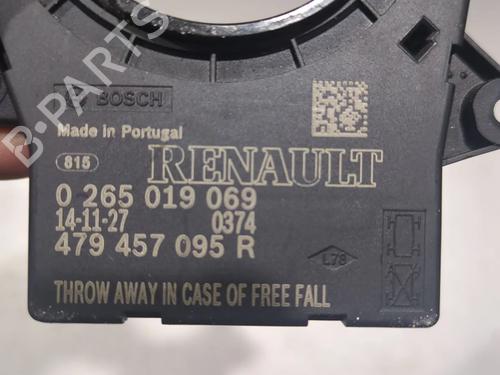 B-PARTS
BOSCH
Made in Portugal
815
RENAULT
0 265 019 069
14-11-27 0374
479 457 095 R
L78
THROW AWAY IN CASE OF FREE FALL